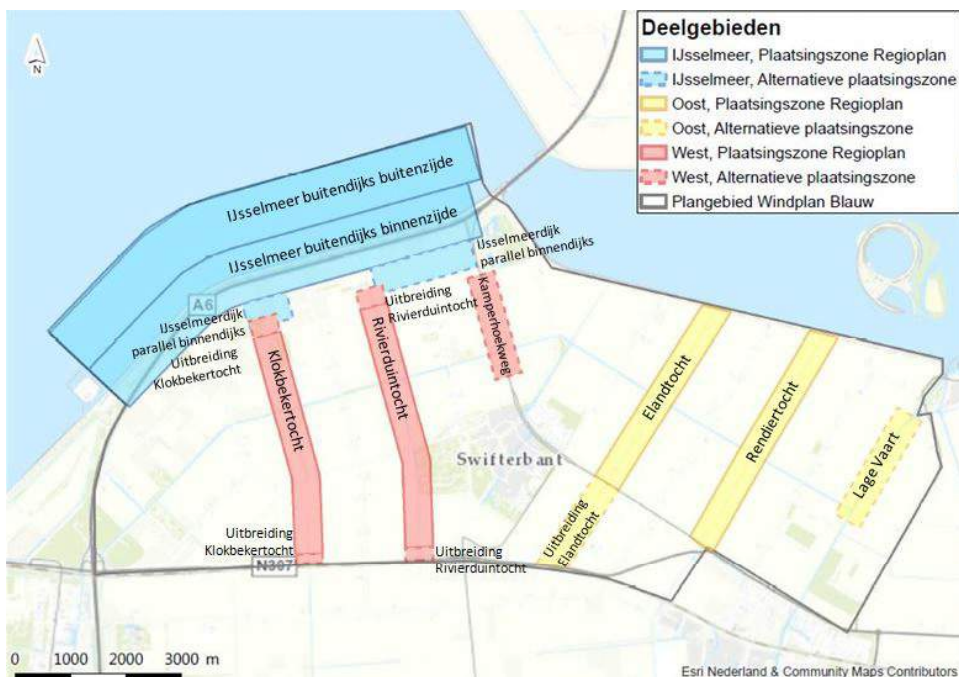 N
Deelgebieden
IJsselmeer, Plaatsingszone Regioplan
IJsselmeer, Alternatieve plaatsingszone
Oost, Plaatsingszone Regioplan
Oost, Alternatieve plaatsingszone
West, Plaatsingszone Regioplan
West, Alternatieve plaatsingszone
Plangebied Windplan Blauw
IJsselmeer buitendijks buitenzijde
IJsselmeer buitendijks binnenzijde
IJsselmeerdijk
parallel binnendijks
A6
IJsselmeerdijk
parallel binnendijks
Uitbreiding
Klokbekertocht
Uitbreiding
Rivierduintocht
Kamperhoekweg
Klokbekertocht
Rivierduintocht
Elandtocht
Rendiertocht
Lage Vaart
Swifterbant
Uitbreiding
Klokbekertocht
Uitbreiding
Rivierduintocht
Uitbreiding
Elandtocht
N307
0 1000 2000 3000 m
Esri Nederland & Community Maps Contributors